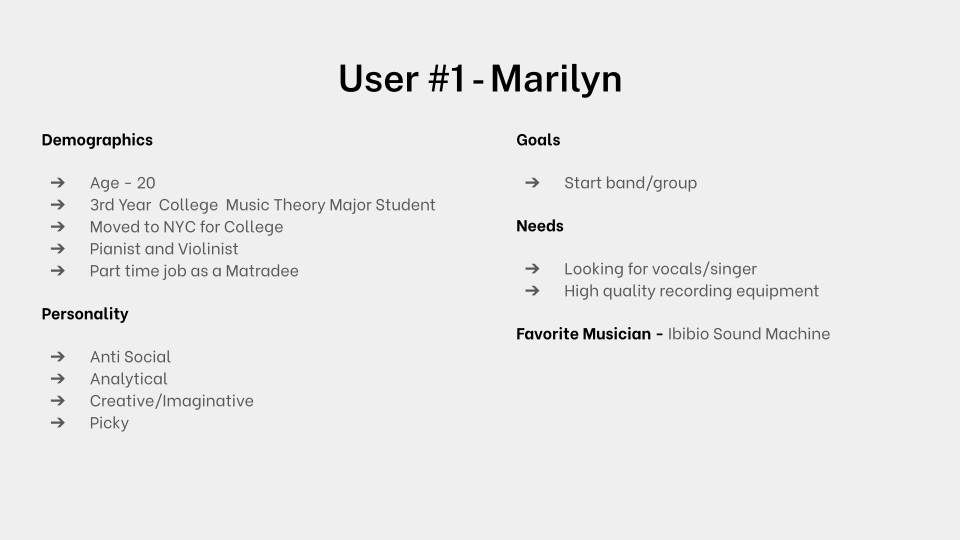 User #1 - Marilyn
Demographics
➔ Age - 20
➔ 3rd Year College Music Theory Major Student
➔ Moved to NYC for College
➔ Pianist and Violinist
➔ Part time job as a Matradee
Personality
➔ Anti Social
➔ Analytical
➔ Creative/Imaginative
➔ Picky
Goals
➔ Start band/group
Needs
➔ Looking for vocals/singer
➔ High quality recording equipment
Favorite Musician - Ibibio Sound Machine